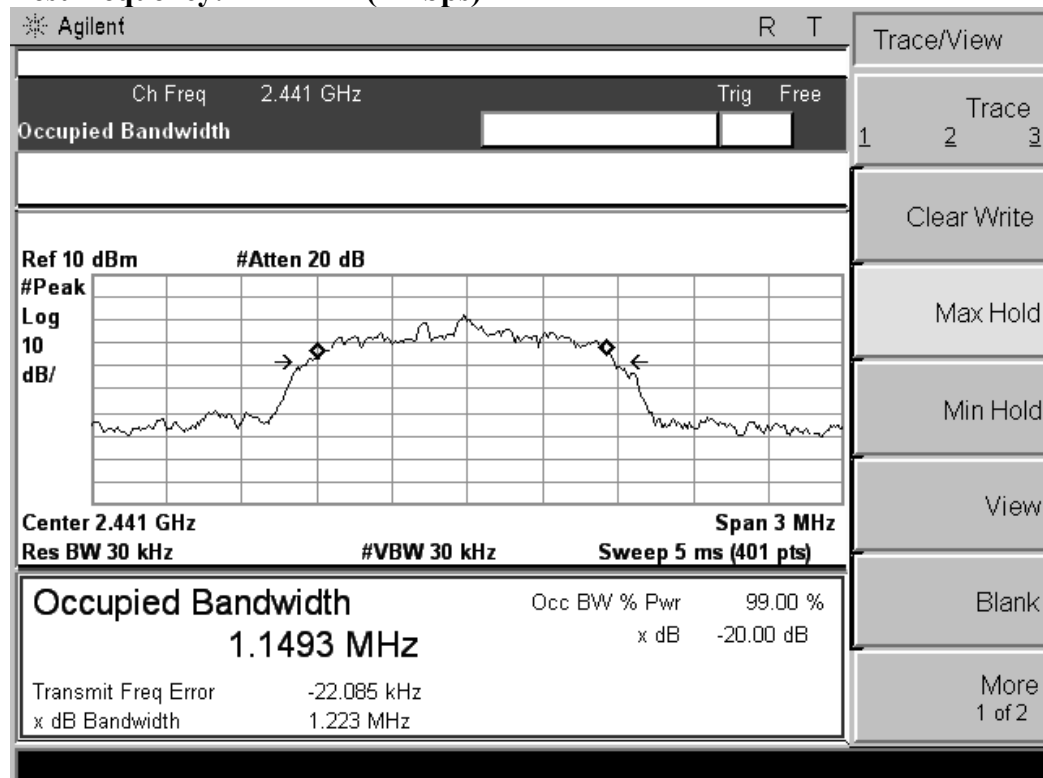 Agilent R T
Trace/View
Ch Freq 2.441 GHz Trig Free
Occupied Bandwidth
Trace
1 2 3
Clear Write
Ref 10 dBm #Atten 20 dB
#Peak
Log
10
dB/
Max Hold
Min Hold
View
Center 2.441 GHz Span 3 MHz
Res BW 30 kHz #VBW 30 kHz Sweep 5 ms (401 pts)
Occupied Bandwidth Occ BW % Pwr 99.00 %
1.1493 MHz x dB -20.00 dB
Blank
Transmit Freq Error -22.085 kHz
x dB Bandwidth 1.223 MHz
More
1 of 2